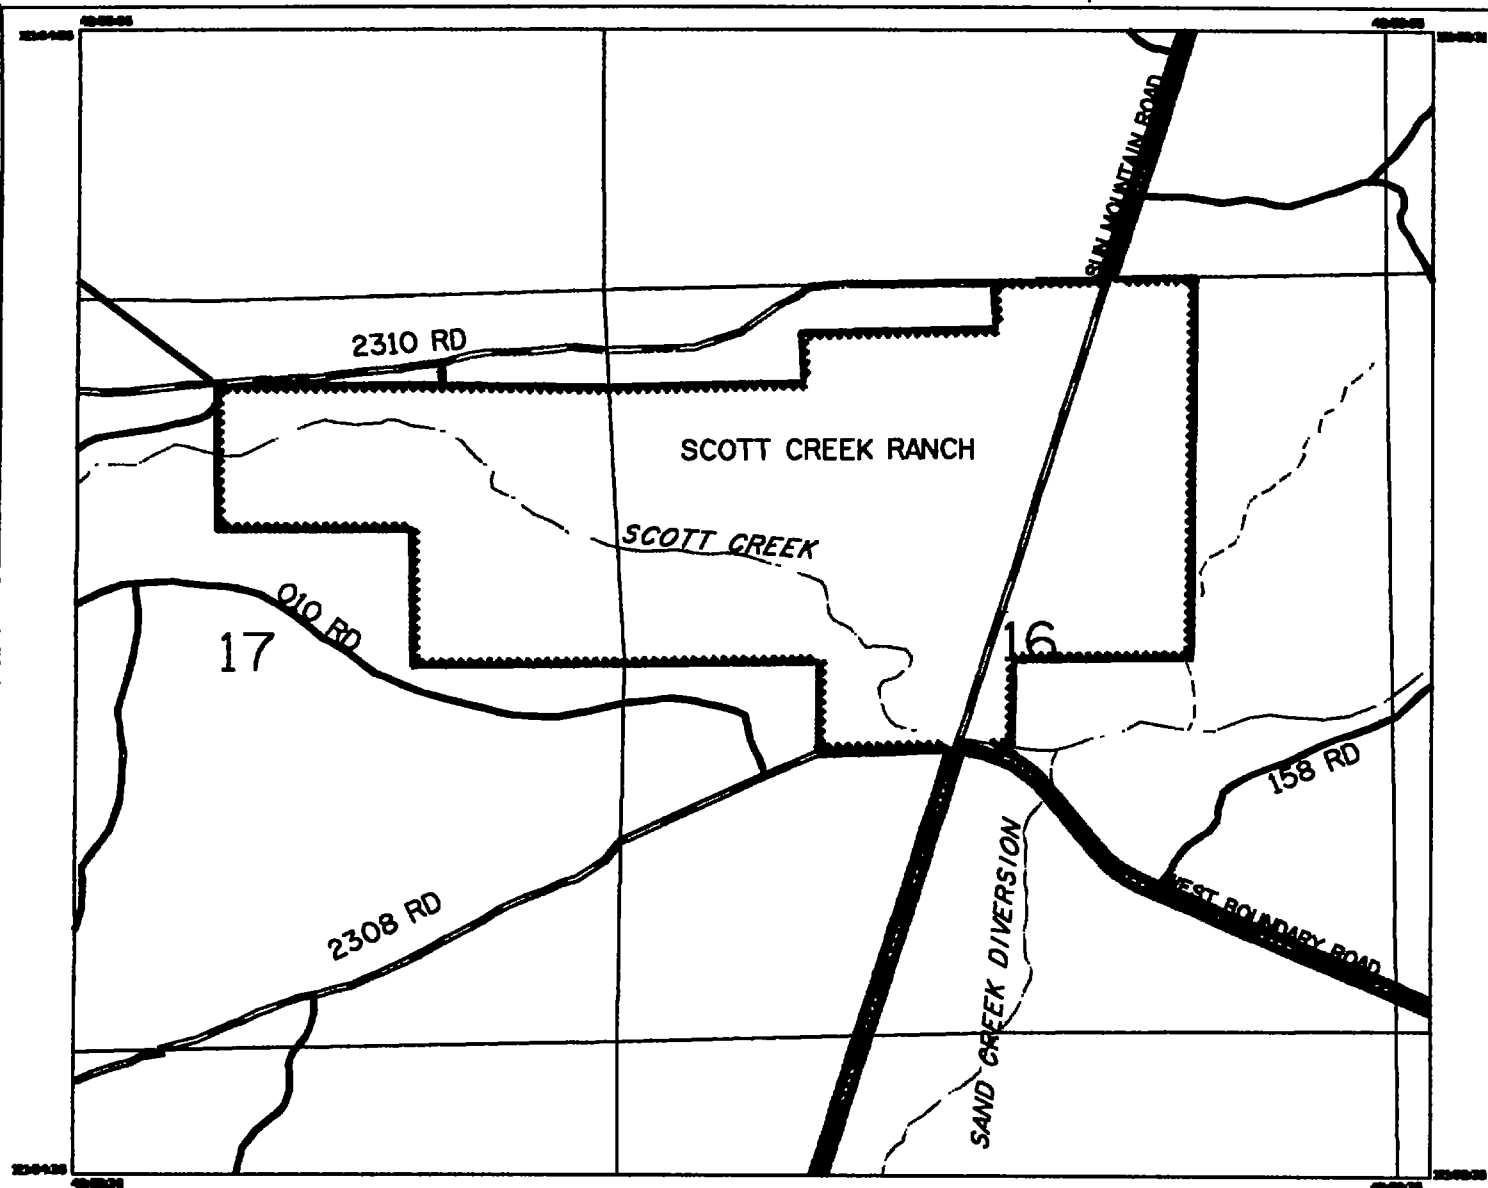 SUN MOUNTAIN ROAD
2310 RD
SCOTT CREEK RANCH
SCOTT CREEK
010 RD
17
16
158 RD
SAND CREEK DIVERSION
WEST BOUNDARY ROAD
2308 RD